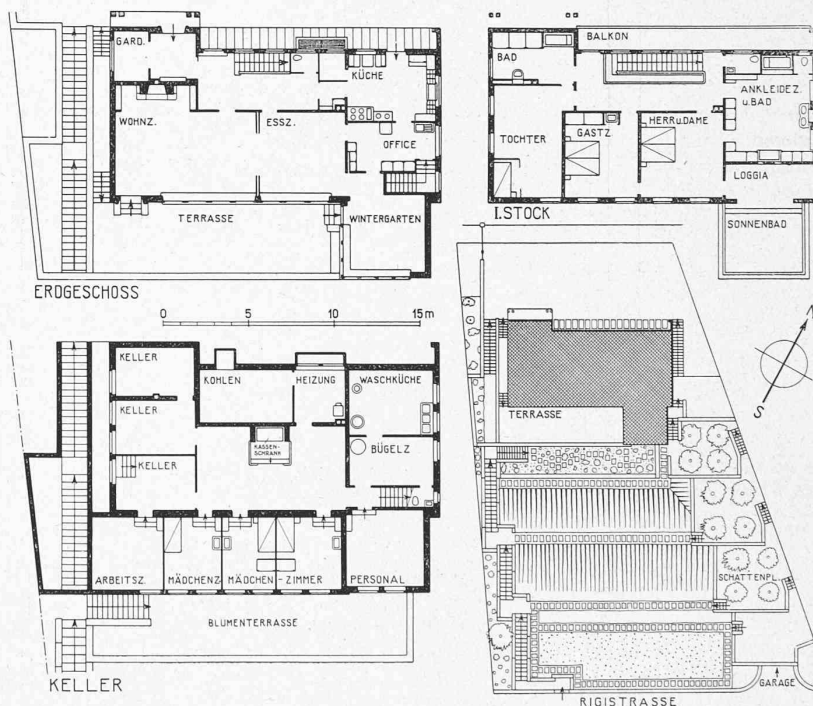 GARD.
KÜCHE
WOHNZ.
ESSZ.
OFFICE
TERRASSE
WINTERGARTEN
ERDGESCHOSS
BALKON
BAD
ANKLEIDEZ.
U.BAD
TOCHTER
GASTZ.
HERR U.DAME
LOGGIA
I.STOCK
SONNENBAD
0 5 10 15 m
KELLER
KOHLEN
HEIZUNG
WASCHKÜCHE
KELLER
KASSEN-
SCHRANK
BÜGELZ
KELLER
ARBEITSZ.
MÄDCHENZ.
MÄDCHEN-ZIMMER
PERSONAL
BLUMENTERRASSE
KELLER
N
S
TERRASSE
SCHATTENPL.
GARAGE
RIGISTRASSE